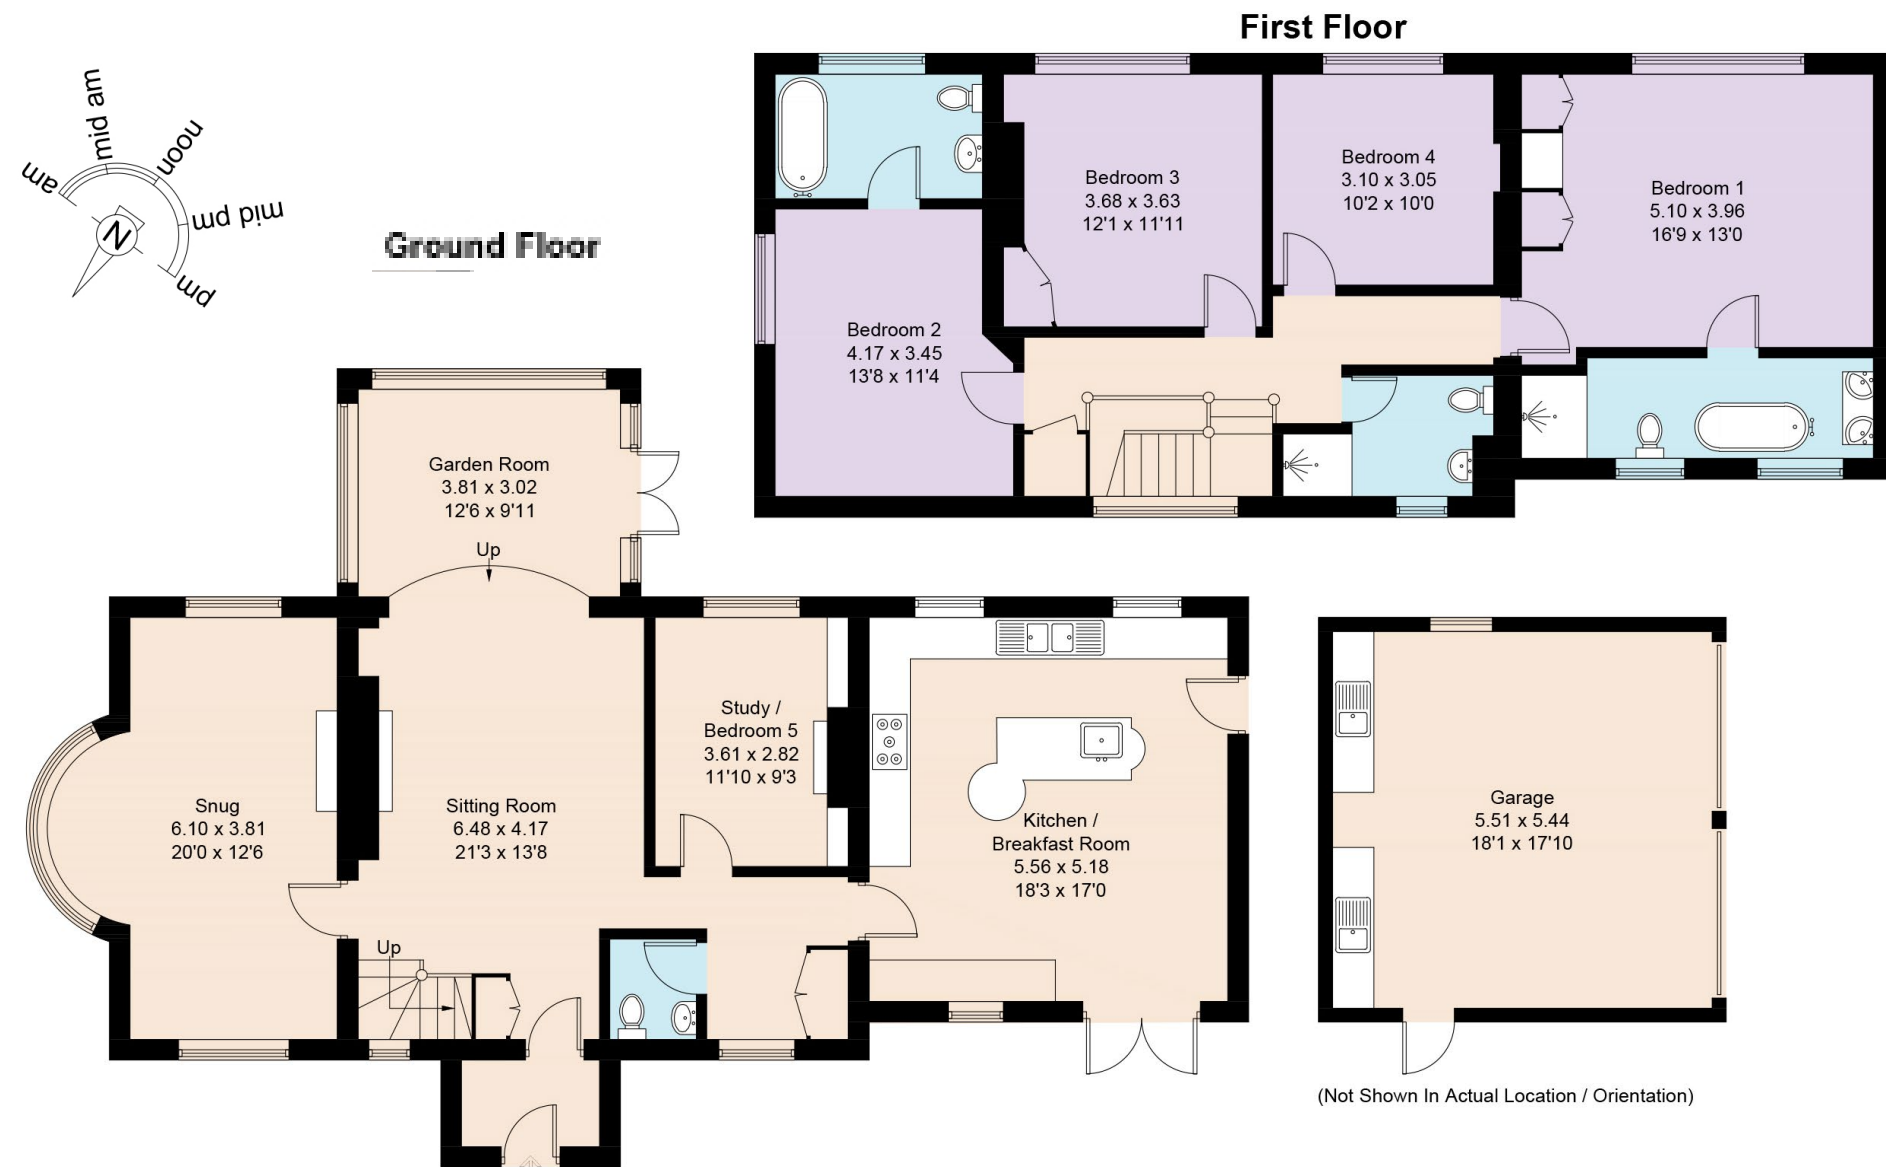 First Floor
am
mid am
noon
mid pm
pm
N
Ground Floor
Bedroom 3
3.68 x 3.63
12'1 x 11'11
Bedroom 4
3.10 x 3.05
10'2 x 10'0
Bedroom 1
5.10 x 3.96
16'9 x 13'0
Bedroom 2
4.17 x 3.45
13'8 x 11'4
Garden Room
3.81 x 3.02
12'6 x 9'11
Up
Snug
6.10 x 3.81
20'0 x 12'6
Sitting Room
6.48 x 4.17
21'3 x 13'8
Study /
Bedroom 5
3.61 x 2.82
11'10 x 9'3
Kitchen /
Breakfast Room
5.56 x 5.18
18'3 x 17'0
Garage
5.51 x 5.44
18'1 x 17'10
Up
(Not Shown In Actual Location / Orientation)